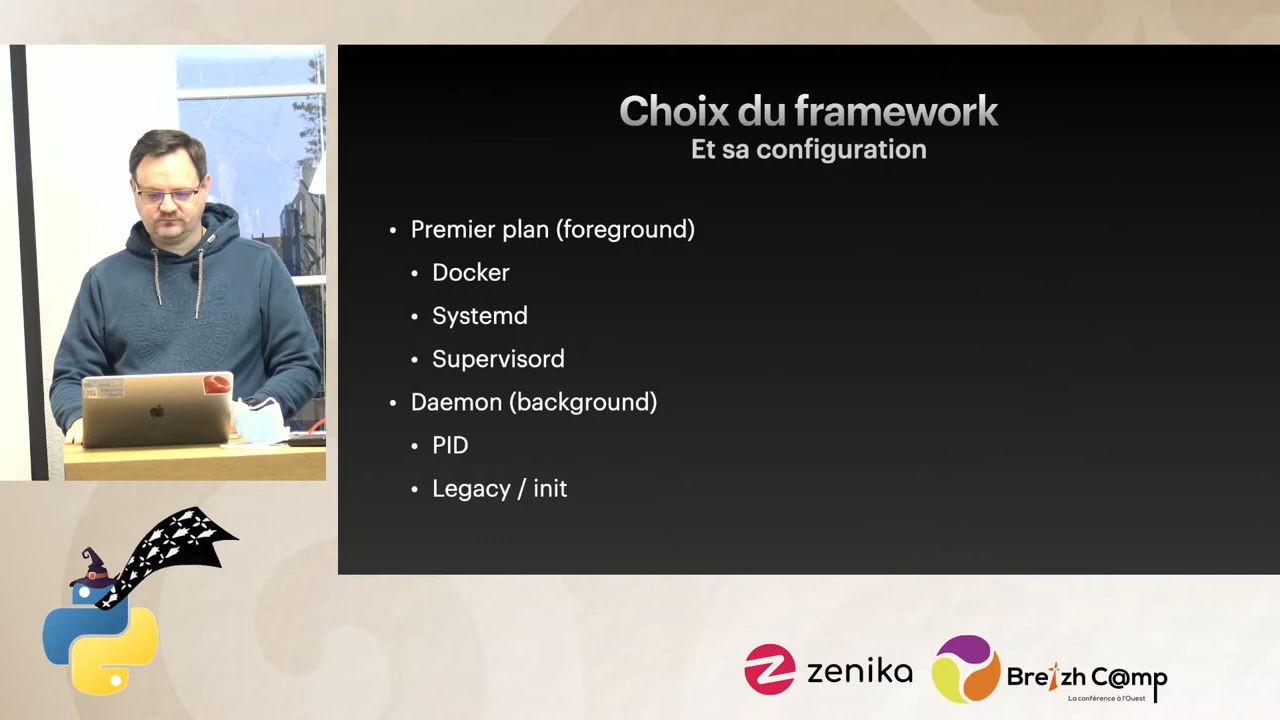 Choix du framework
Et sa configuration
• Premier plan (foreground)
• Docker
• Systemd
• Supervisord
• Daemon (background)
• PID
• Legacy / init
zenika
Breizh C@mp
La conférence à l'Ouest